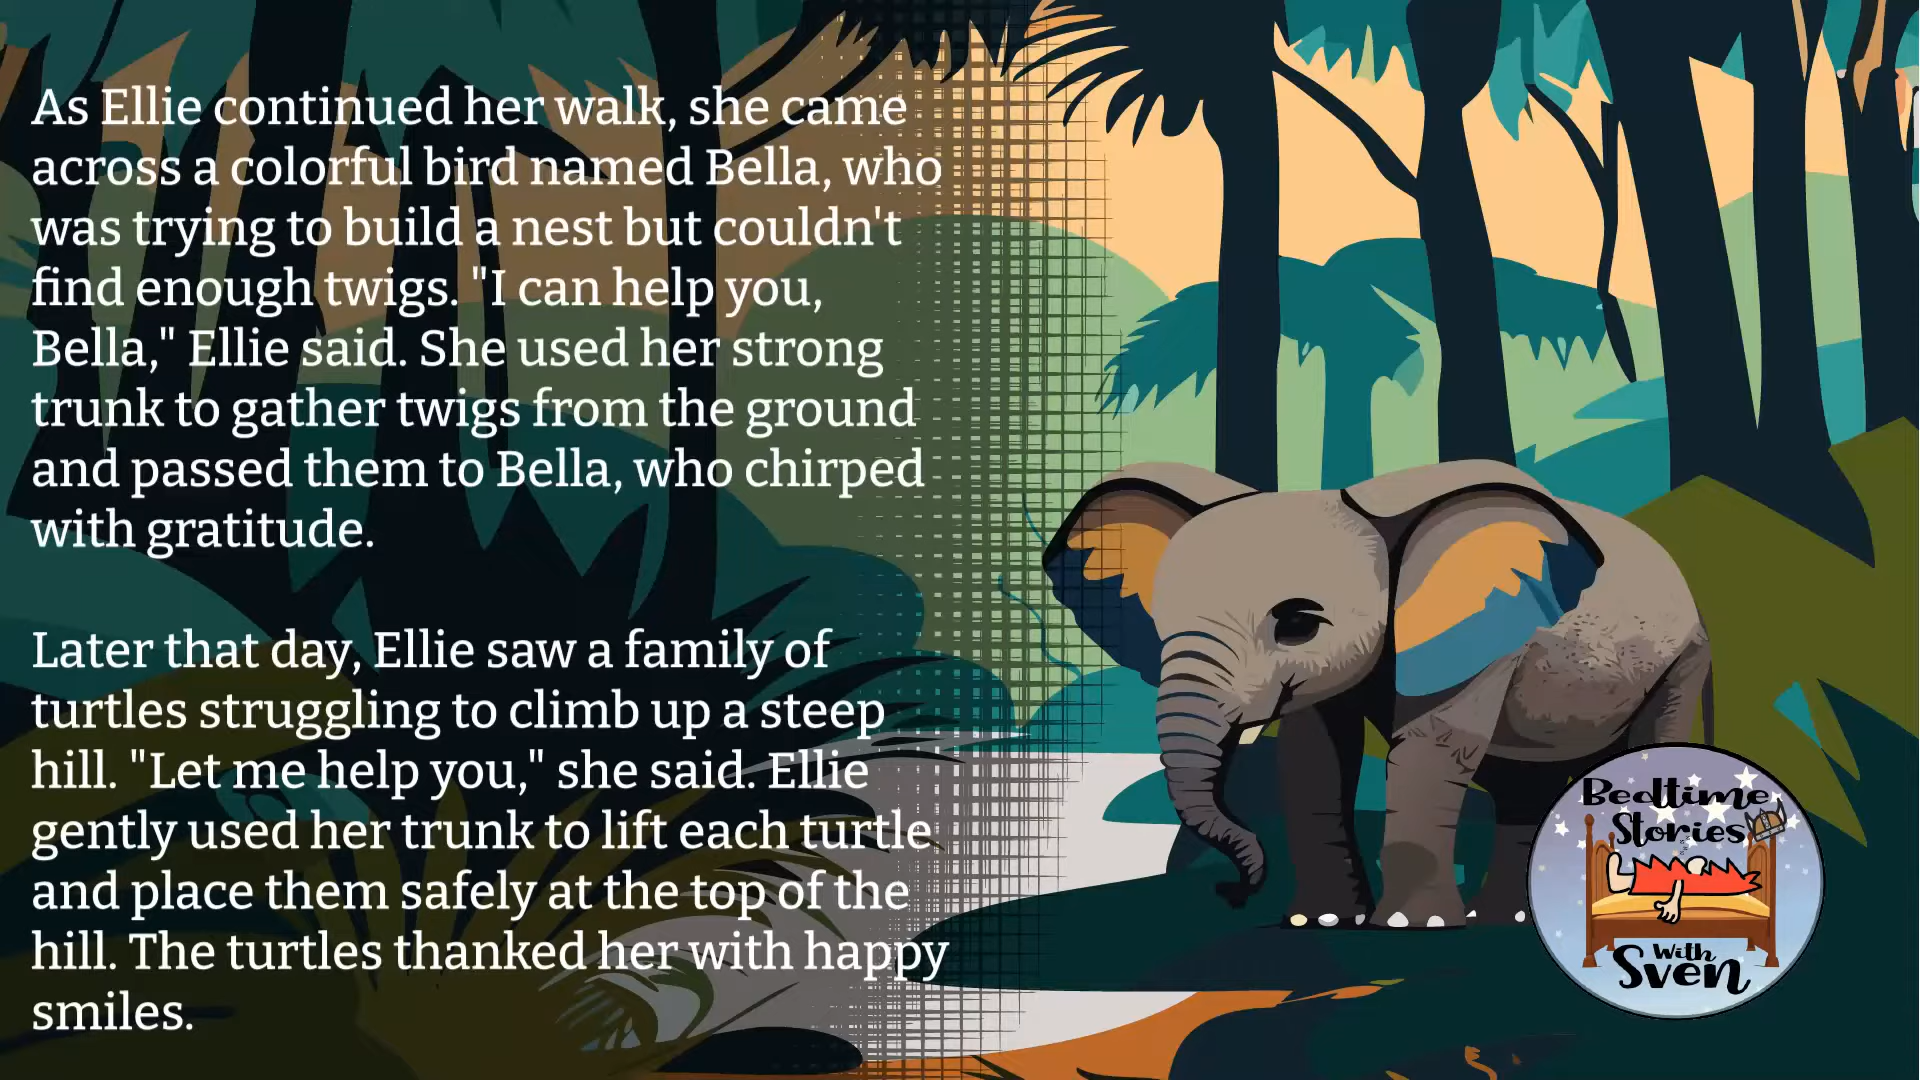 As Ellie continued her walk, she came
across a colorful bird named Bella, who
was trying to build a nest but couldn't
find enough twigs. "I can help you,
Bella," Ellie said. She used her strong
trunk to gather twigs from the ground
and passed them to Bella, who chirped
with gratitude.
Later that day, Ellie saw a family of
turtles struggling to climb up a steep
hill. "Let me help you," she said. Ellie
gently used her trunk to lift each turtle
and place them safely at the top of the
hill. The turtles thanked her with happy
smiles.
Bedtime
Stories
With
Sven